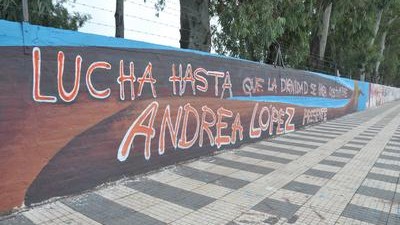 LUCHA HASTA QUE LA DIGNIDAD SE HAGA COSTUMBRE
ANDREA LOPEZ PRESENTE